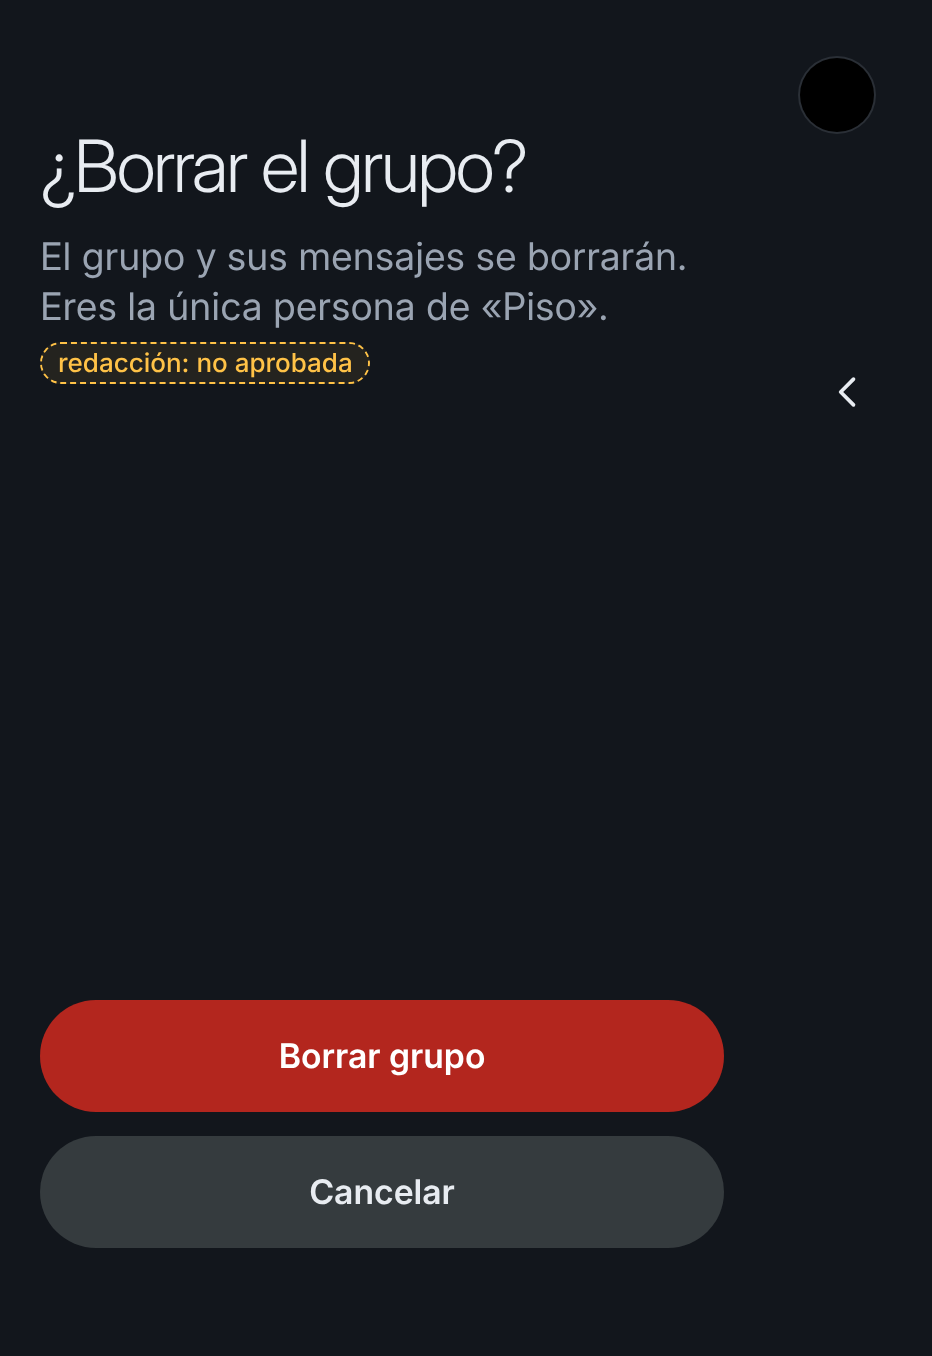 ¿Borrar el grupo?
El grupo y sus mensajes se borrarán.
Eres la única persona de «Piso».
redacción: no aprobada
Borrar grupo
Cancelar